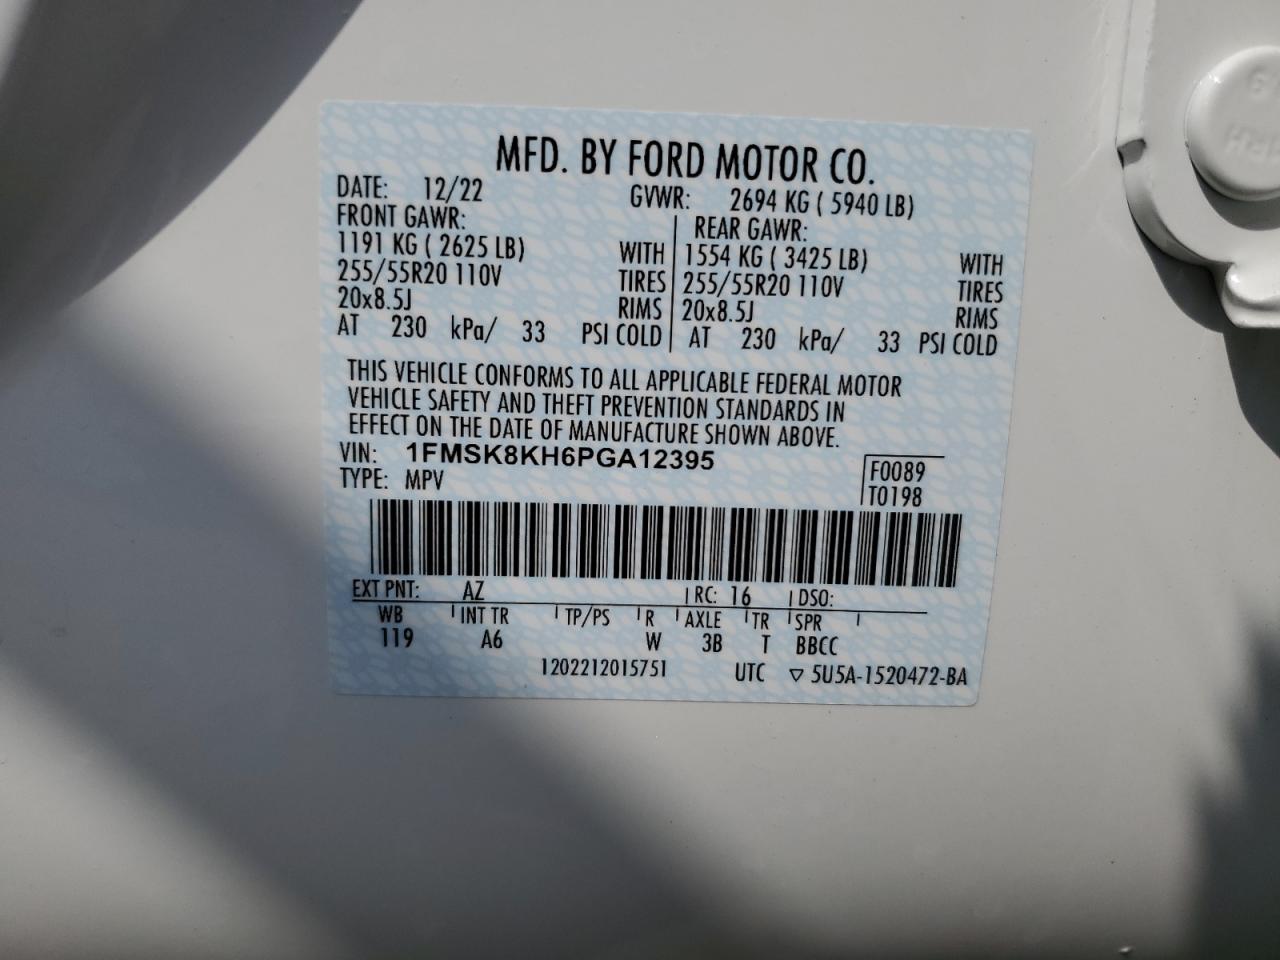 MFD. BY FORD MOTOR CO.
DATE: 12/22 GVWR: 2694 KG ( 5940 LB)
FRONT GAWR: REAR GAWR:
1191 KG ( 2625 LB) WITH 1554 KG ( 3425 LB) WITH
255/55R20 110V TIRES 255/55R20 110V TIRES
20x8.5J RIMS 20x8.5J RIMS
AT 230 kPa/ 33 PSI COLD AT 230 kPa/ 33 PSI COLD
THIS VEHICLE CONFORMS TO ALL APPLICABLE FEDERAL MOTOR
VEHICLE SAFETY AND THEFT PREVENTION STANDARDS IN
EFFECT ON THE DATE OF MANUFACTURE SHOWN ABOVE.
VIN: 1FMSK8KH6PGA12395 F0089
TYPE: MPV T0198
EXT PNT: AZ RC: 16 DSO:
WB INT TR TP/PS R AXLE TR SPR
119 A6 W 3B T BBCC
1202212015751 UTC ▽ 5U5A-1520472-BA